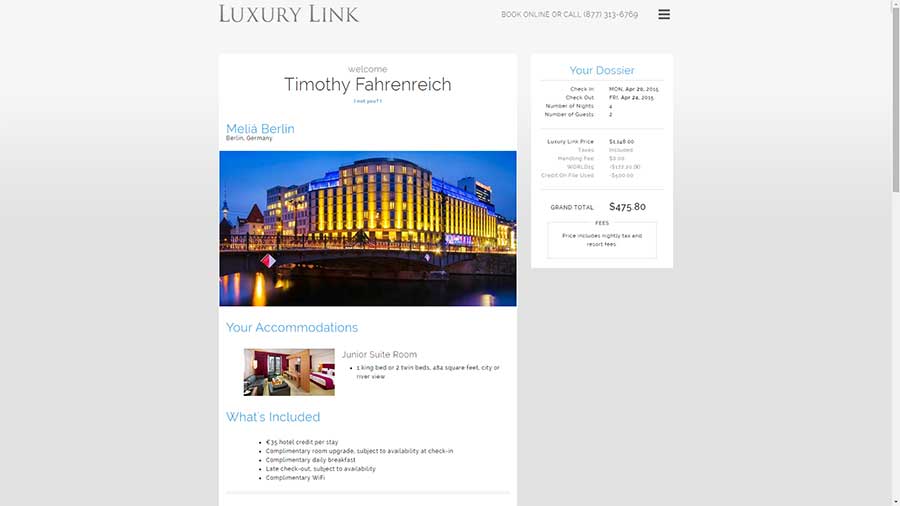 LUXURY LINK
BOOK ONLINE OR CALL (877) 313-6769
welcome
Timothy Fahrenreich
( not you? )
Meliá Berlin
Berlin, Germany
Your Accommodations
Junior Suite Room
• 1 king bed or 2 twin beds, 484 square feet, city or
river view
What's Included
• €35 hotel credit per stay
• Complimentary room upgrade, subject to availability at check-in
• Complimentary daily breakfast
• Late check-out, subject to availability
• Complimentary WiFi
Your Dossier
Check In MON, Apr 20, 2015
Check Out FRI, Apr 24, 2015
Number of Nights 4
Number of Guests 2
Luxury Link Price $1,148.00
Taxes Included
Handling Fee $0.00
WORLD15 -$172.20 (X)
Credit On File Used -$500.00
GRAND TOTAL $475.80
FEES
Price includes nightly tax and
resort fees.